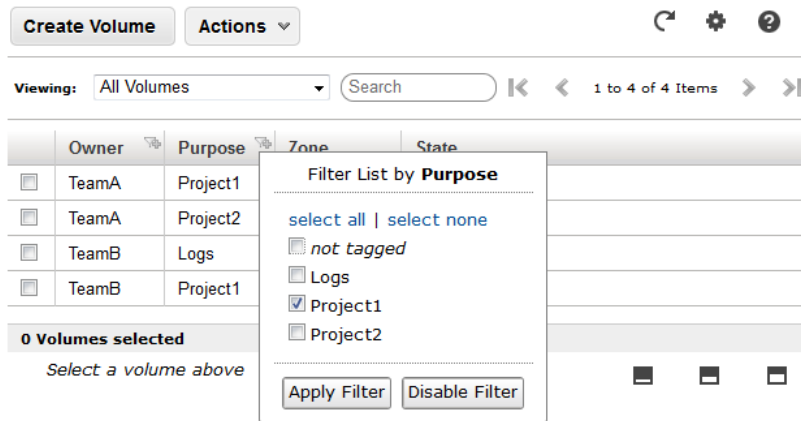 Create Volume Actions
Viewing: All Volumes Search 1 to 4 of 4 Items
Owner Purpose Zone State
TeamA Project1
TeamA Project2
TeamB Logs
TeamB Project1
0 Volumes selected
Select a volume above
Filter List by Purpose
select all | select none
not tagged
Logs
Project1
Project2
Apply Filter Disable Filter